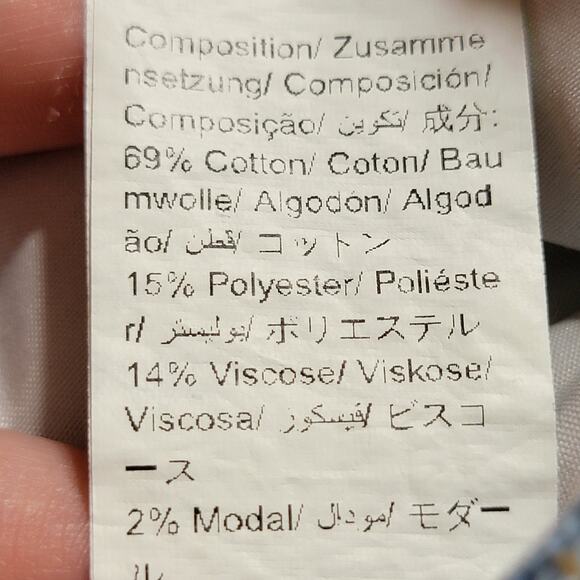 Composition/ Zusamme
nsetzung/ Composición/
Composição/ تكوين/ 成分:
69% Cotton/ Coton/ Bau
mwolle/ Algodón/ Algod
ão/ قطن/ コットン
15% Polyester/ Poliéste
r/ بوليستر/ ポリエステル
14% Viscose/ Viskose/
Viscosa/ فيسكوز/ ビスコ
ース
2% Modal/ مودال/ モダー
ル